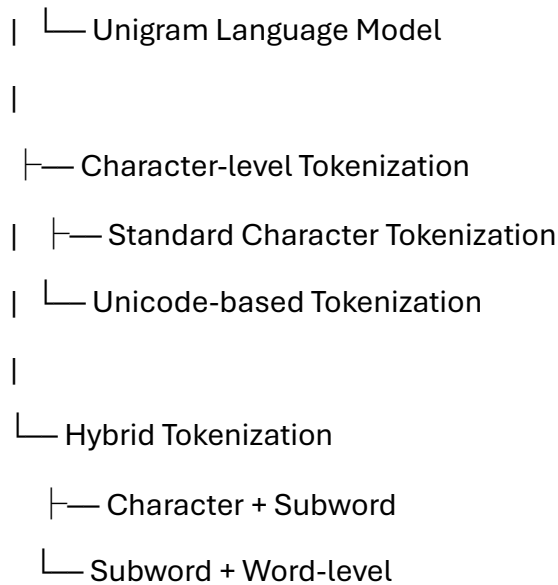 | └── Unigram Language Model
|
├── Character-level Tokenization
| ├── Standard Character Tokenization
| └── Unicode-based Tokenization
|
└── Hybrid Tokenization
├── Character + Subword
└── Subword + Word-level